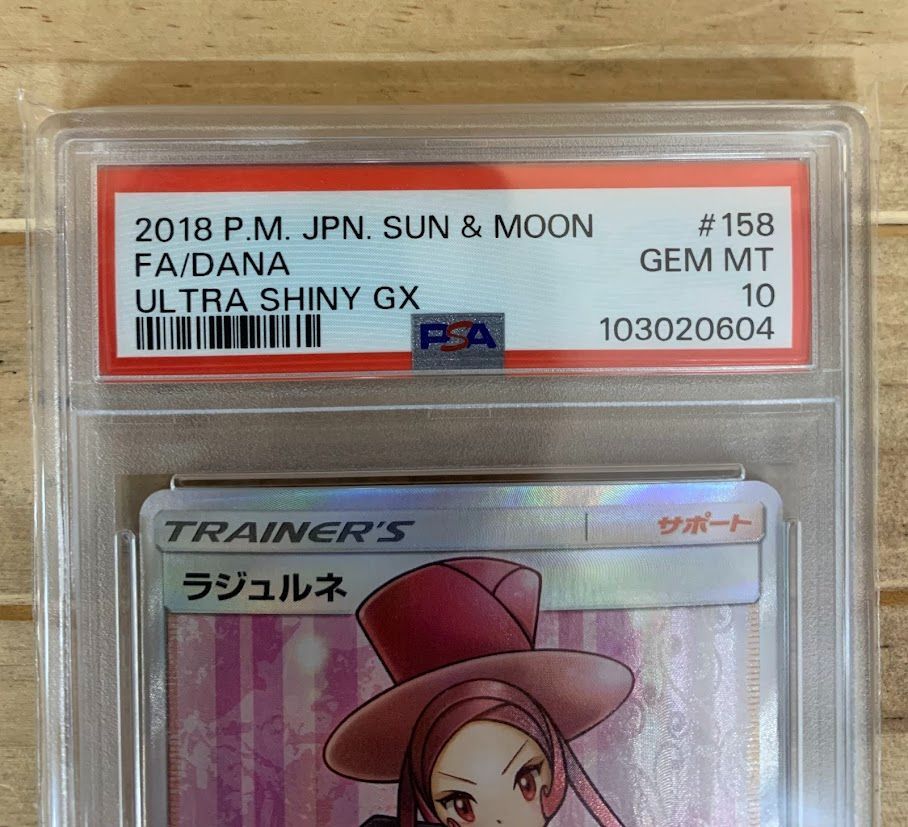 2018 P.M. JPN. SUN & MOON #158
FA/DANA GEM MT
ULTRA SHINY GX 10
PSA 103020604
TRAINER'S サポート
ラジュルネ